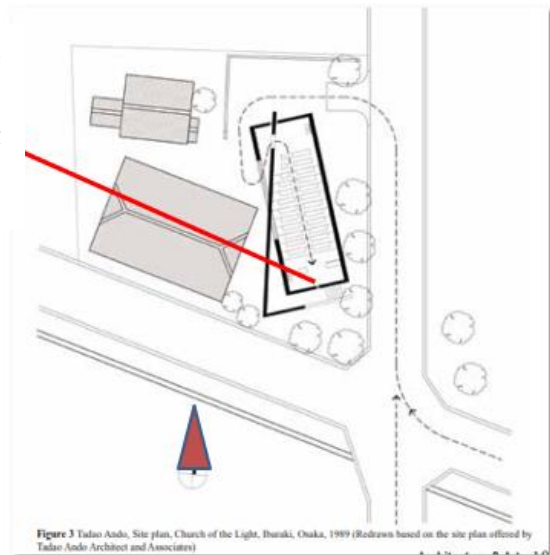 Figure 3 Tadao Ando, Site plan, Church of the Light, Ibaraki, Osaka, 1989 (Redrawn based on the site plan offered by
Tadao Ando Architect and Associates)